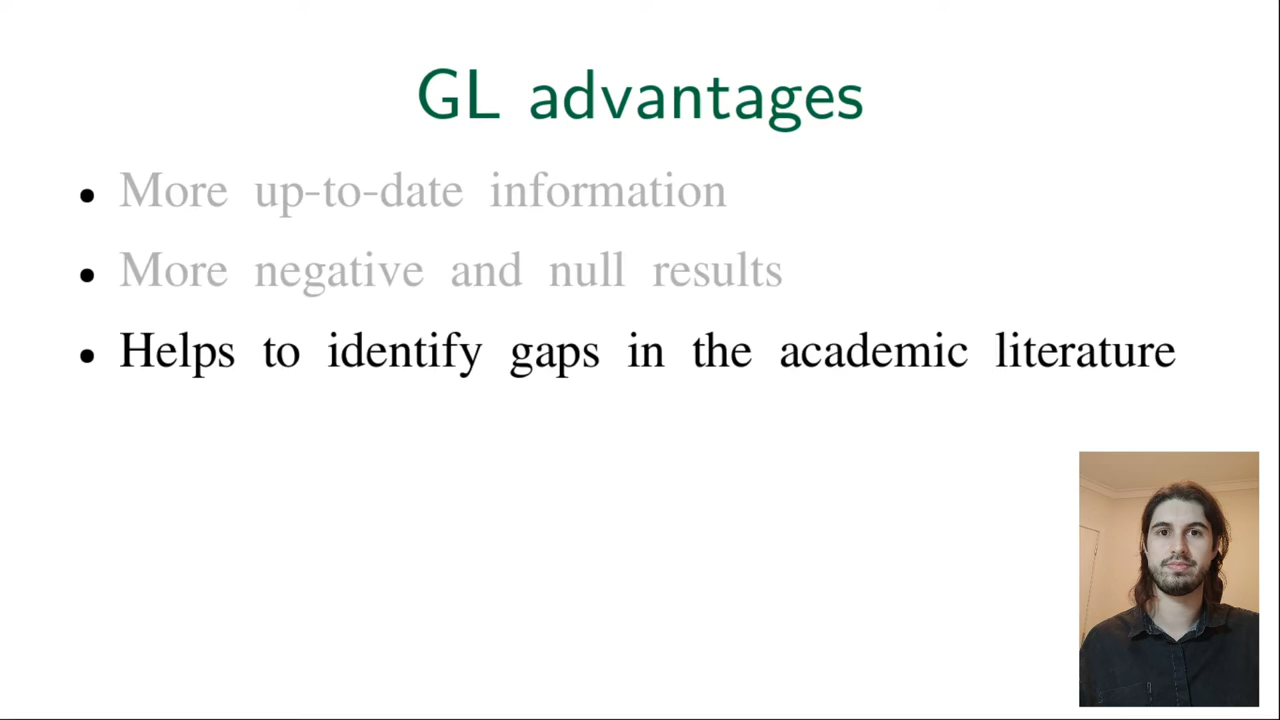 GL advantages
• More up-to-date information
• More negative and null results
• Helps to identify gaps in the academic literature